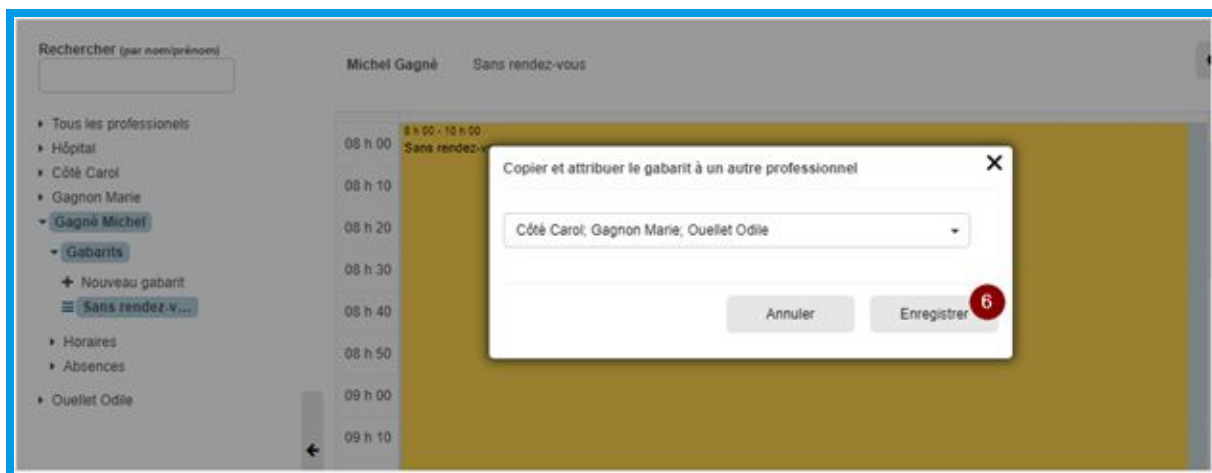 Rechercher (par nom/prénom)
Michel Gagné Sans rendez-vous
Tous les professionels
Hôpital
Côté Carol
Gagnon Marie
Gagné Michel
Gabarits
+ Nouveau gabarit
Sans rendez-v...
Horaires
Absences
Ouellet Odile
08 h 00
08 h 10
08 h 20
08 h 30
08 h 40
08 h 50
09 h 00
09 h 10
8 h 00 - 10 h 00
Sans rendez-v
Copier et attribuer le gabarit à un autre professionnel
Côté Carol; Gagnon Marie; Ouellet Odile
Annuler Enregistrer 6